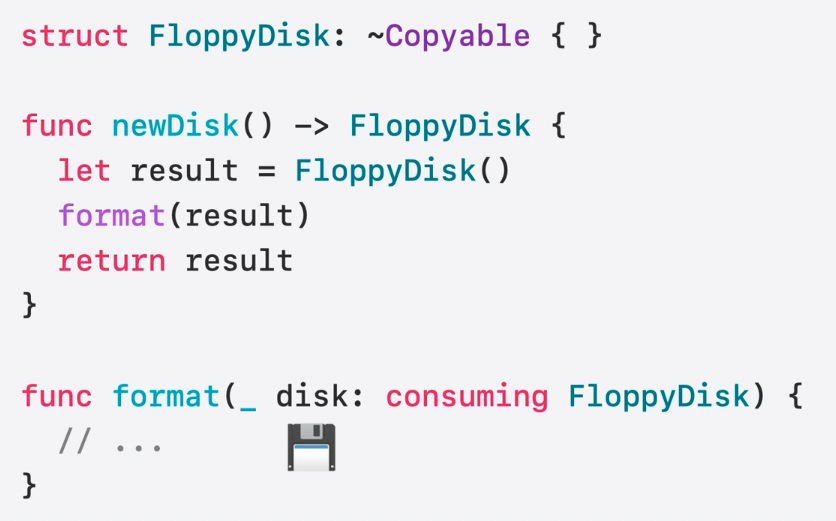 struct FloppyDisk: ~Copyable { }
func newDisk() -> FloppyDisk {
let result = FloppyDisk()
format(result)
return result
}
func format(_ disk: consuming FloppyDisk) {
// ...
}